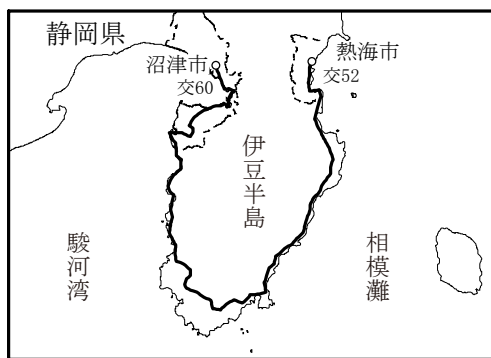 静岡県
沼津市
交60
熱海市
交52
伊豆半島
駿河湾
相模灘